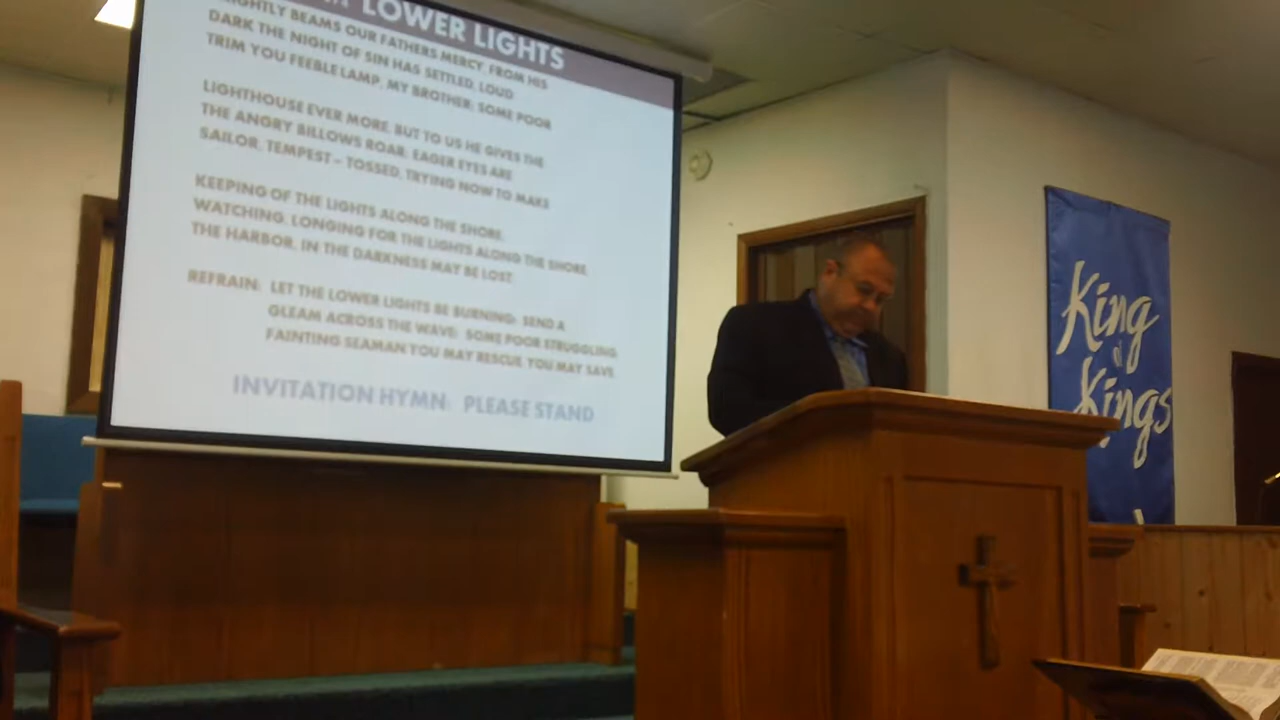 LOWER LIGHTS
BRIGHTLY BEAMS OUR FATHERS MERCY, FROM HIS
DARK THE NIGHT OF SIN HAS SETTLED, LOUD
TRIM YOU FEEBLE LAMP, MY BROTHER: SOME POOR
LIGHTHOUSE EVER MORE, BUT TO US HE GIVES THE
THE ANGRY BILLOWS ROAR, EAGER EYES ARE
SAILOR, TEMPEST – TOSSED, TRYING NOW TO MAKE
KEEPING OF THE LIGHTS ALONG THE SHORE.
WATCHING, LONGING FOR THE LIGHTS ALONG THE SHORE
THE HARBOR, IN THE DARKNESS MAY BE LOST.
REFRAIN: LET THE LOWER LIGHTS BE BURNING: SEND A
GLEAM ACROSS THE WAVE: SOME POOR STRUGGLING
FAINTING SEAMAN YOU MAY RESCUE, YOU MAY SAVE
INVITATION HYMN: PLEASE STAND
King
of
Kings